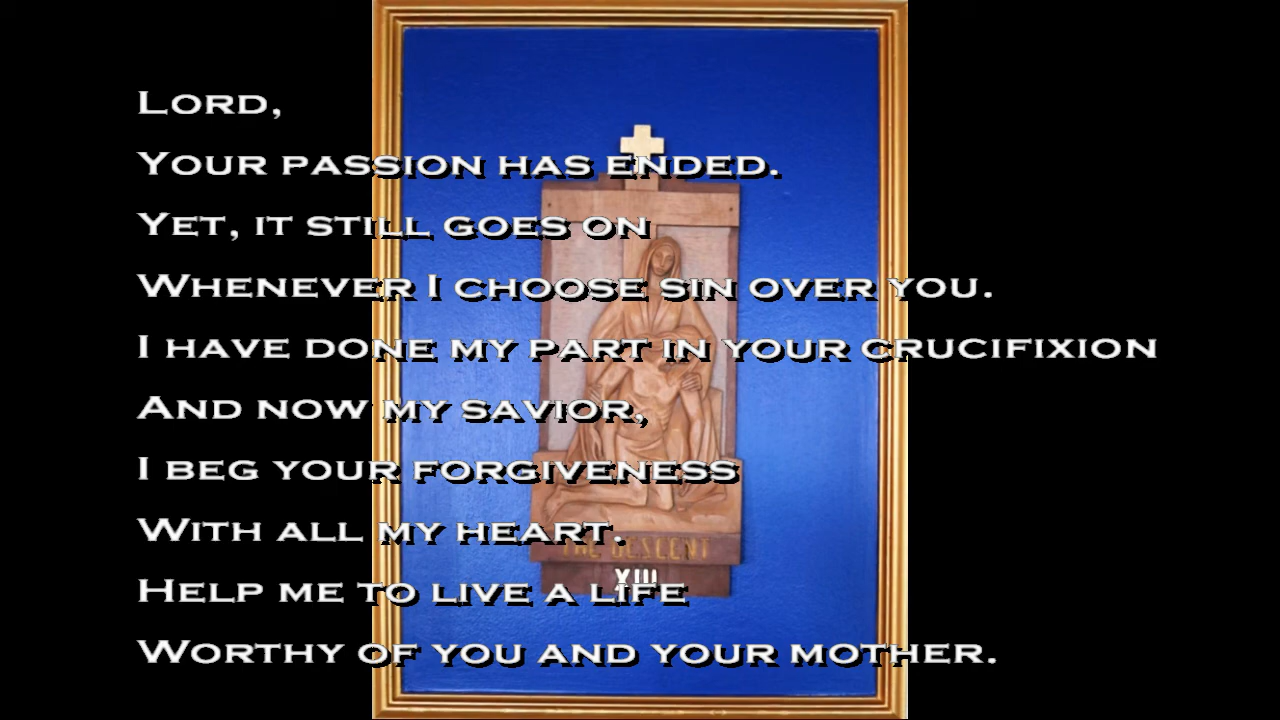 Lord,
Your passion has ended.
Yet, it still goes on
Whenever I choose sin over you.
I have done my part in your crucifixion
And now my savior,
I beg your forgiveness
With all my heart.
THE DESCENT
XIII
Help me to live a life
Worthy of you and your mother.